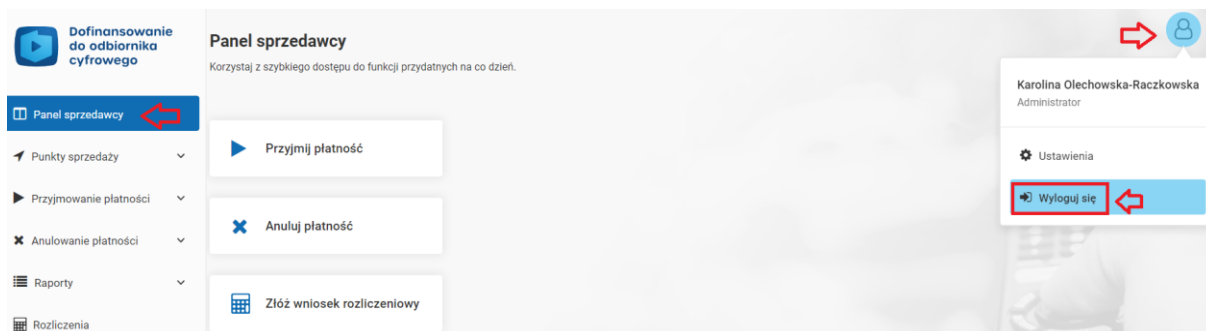 Dofinansowanie
do odbiornika
cyfrowego
Panel sprzedawcy
Punkty sprzedaży
Przyjmowanie płatności
Anulowanie płatności
Raporty
Rozliczenia
Panel sprzedawcy
Korzystaj z szybkiego dostępu do funkcji przydatnych na co dzień.
Przyjmij płatność
Anuluj płatność
Złóż wniosek rozliczeniowy
Karolina Olechowska-Raczkowska
Administrator
Ustawienia
Wyloguj się